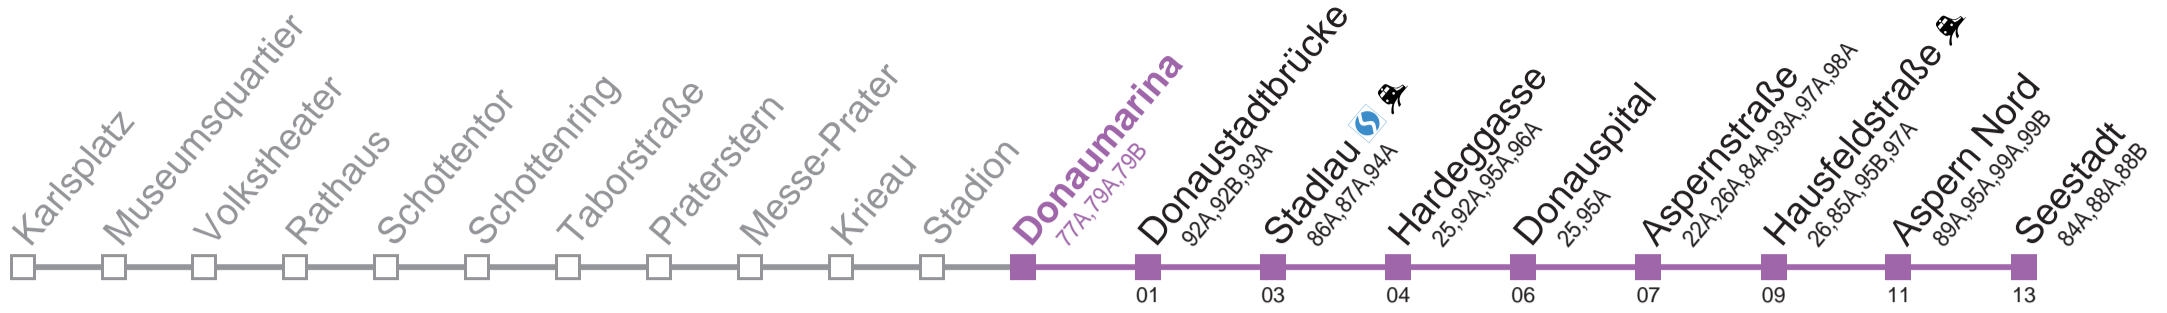 Karlsplatz
Museumsquartier
Volkstheater
Rathaus
Schottentor
Schottenring
Taborstraße
Praterstern
Messe-Prater
Krieau
Stadion
Donaumarina
77A,79A,79B
Donaustadtbrücke
92A,92B,93A
Stadlau
86A,87A,94A
Hardeggasse
25,92A,95A,96A
Donauspital
25,95A
Aspernstraße
22A,26A,84A,93A,97A,98A
Hausfeldstraße
26,85A,95B,97A
Aspern Nord
89A,95A,99A,99B
Seestadt
84A,88A,88B
01 03 04 06 07 09 11 13